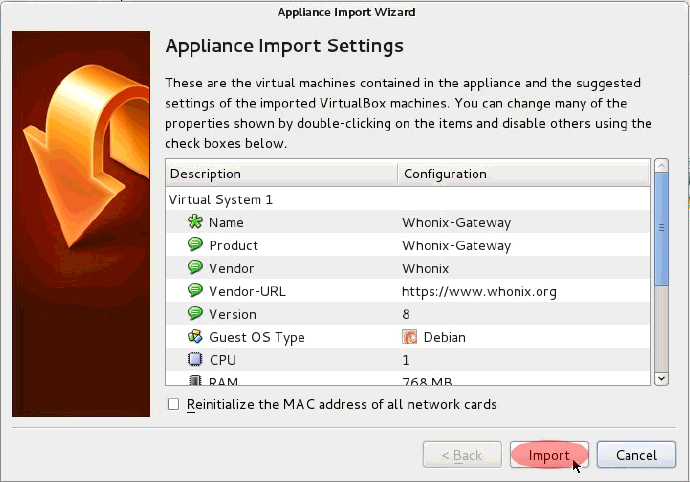 Appliance Import Wizard
Appliance Import Settings
These are the virtual machines contained in the appliance and the suggested
settings of the imported VirtualBox machines. You can change many of the
properties shown by double-clicking on the items and disable others using the
check boxes below.
Description Configuration
Virtual System 1
Name Whonix-Gateway
Product Whonix-Gateway
Vendor Whonix
Vendor-URL https://www.whonix.org
Version 8
Guest OS Type Debian
CPU 1
RAM 768 MB
Reinitialize the MAC address of all network cards
< Back Import Cancel